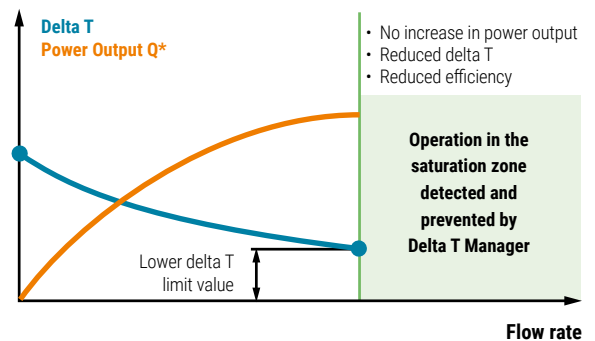 Delta T
Power Output Q*
• No increase in power output
• Reduced delta T
• Reduced efficiency
Operation in the
saturation zone
detected and
prevented by
Delta T Manager
Lower delta T
limit value
Flow rate